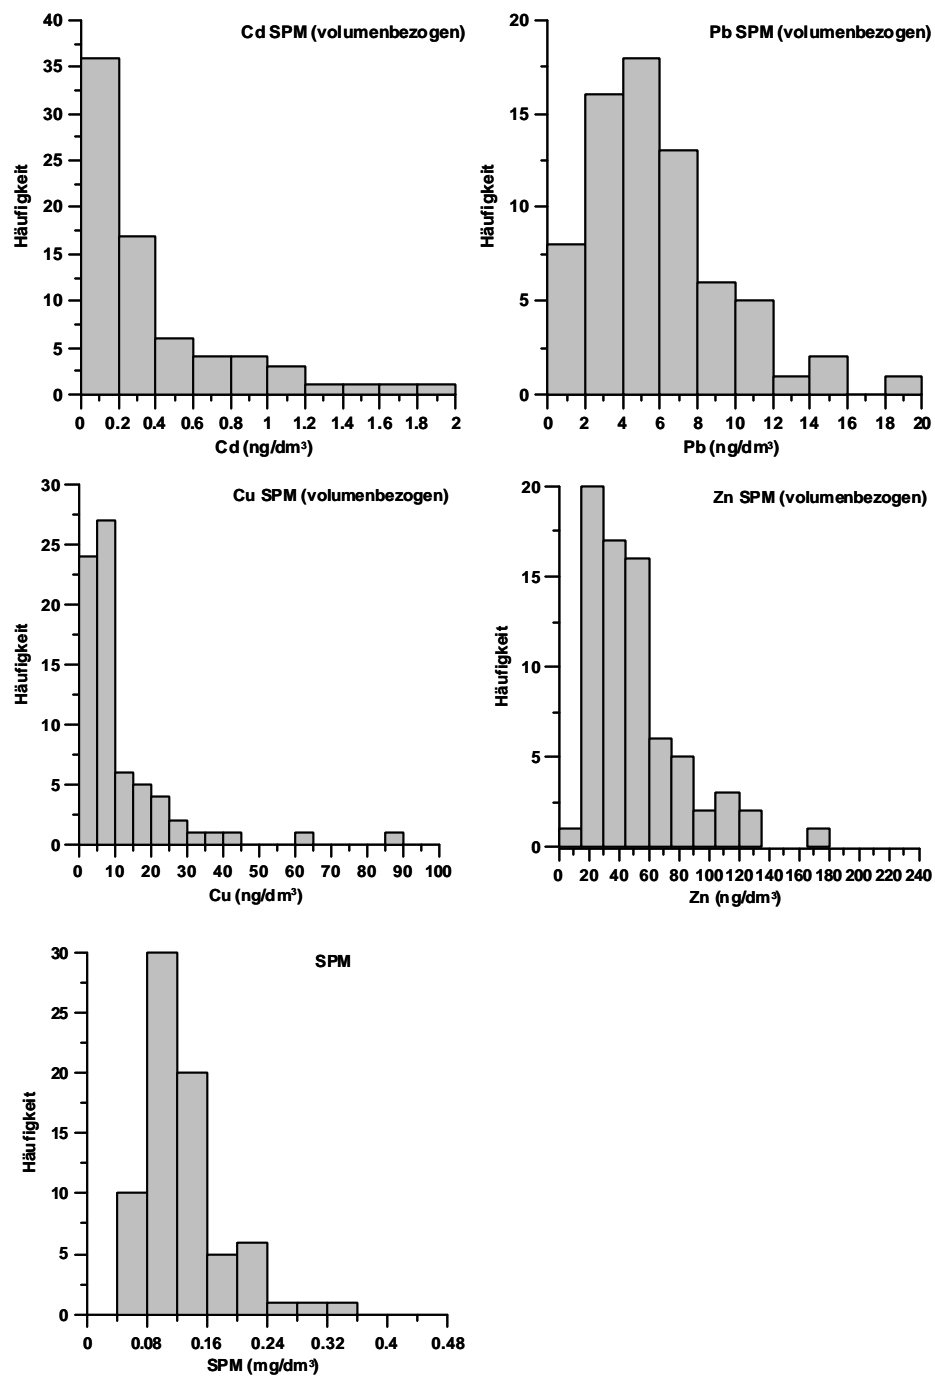 Cd SPM (volumenbezogen)
Häufigkeit
40
35
30
25
20
15
10
5
0
0 0.2 0.4 0.6 0.8 1 1.2 1.4 1.6 1.8 2
Cd (ng/dm³)
Pb SPM (volumenbezogen)
Häufigkeit
20
15
10
5
0
0 2 4 6 8 10 12 14 16 18 20
Pb (ng/dm³)
Cu SPM (volumenbezogen)
Häufigkeit
30
25
20
15
10
5
0
0 10 20 30 40 50 60 70 80 90 100
Cu (ng/dm³)
Zn SPM (volumenbezogen)
Häufigkeit
20
15
10
5
0
0 20 40 60 80 100 120 140 160 180 200 220 240
Zn (ng/dm³)
SPM
Häufigkeit
30
25
20
15
10
5
0
0 0.08 0.16 0.24 0.32 0.4 0.48
SPM (mg/dm³)